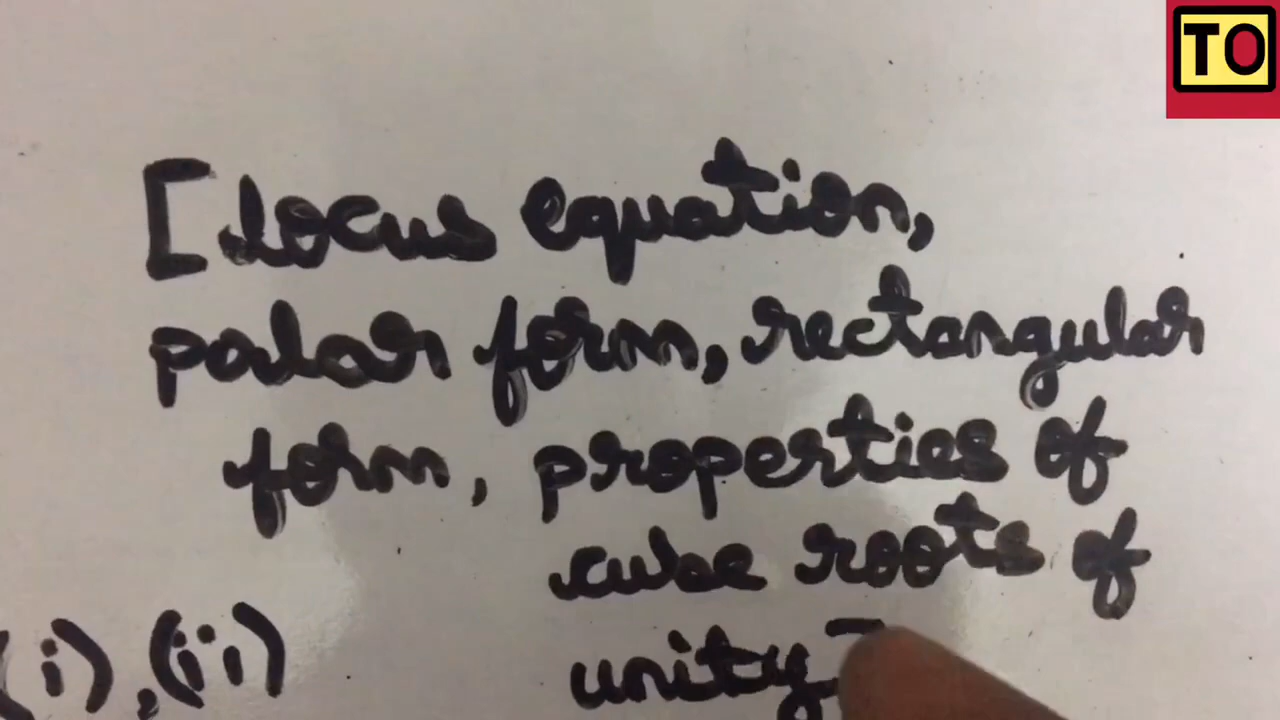 TO
[locus equation,
polar form, rectangular
form, properties of
cube roots of
(i), (ii)
unity]